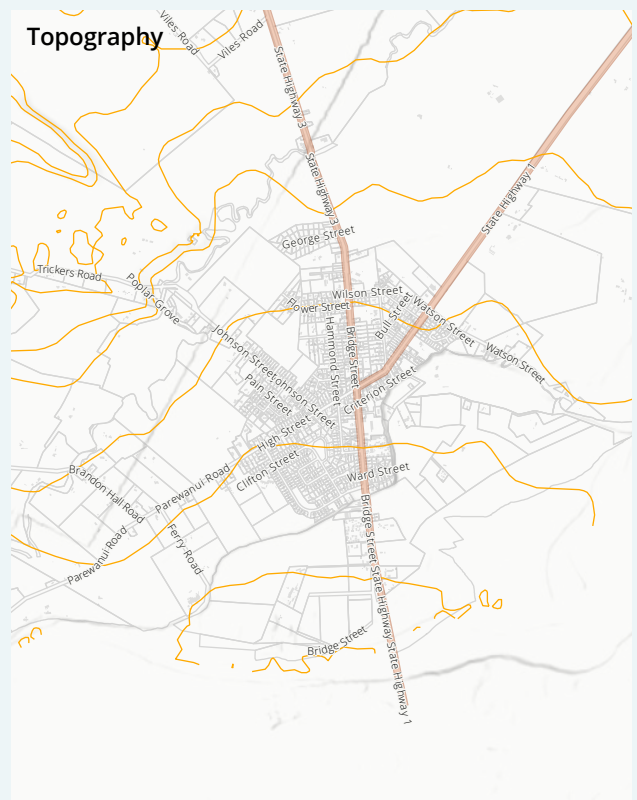 Topography
Viles Road
Viles Road
State Highway 3
State Highway 3
State Highway 1
George Street
Trickers Road
Poplar Grove
Wilson Street
Fower Street
Bull Street
Watson Street
Watson Street
Hammond Street
Bridge Street
Johnson Street
Johnson Street
Pain Street
Criterion Street
High Street
Clifton Street
Ward Street
Brandon Hall Road
Parewanui Road
Parewanui Road
Ferry Road
Bridge Street
State Highway
State Highway 1
Bridge Street